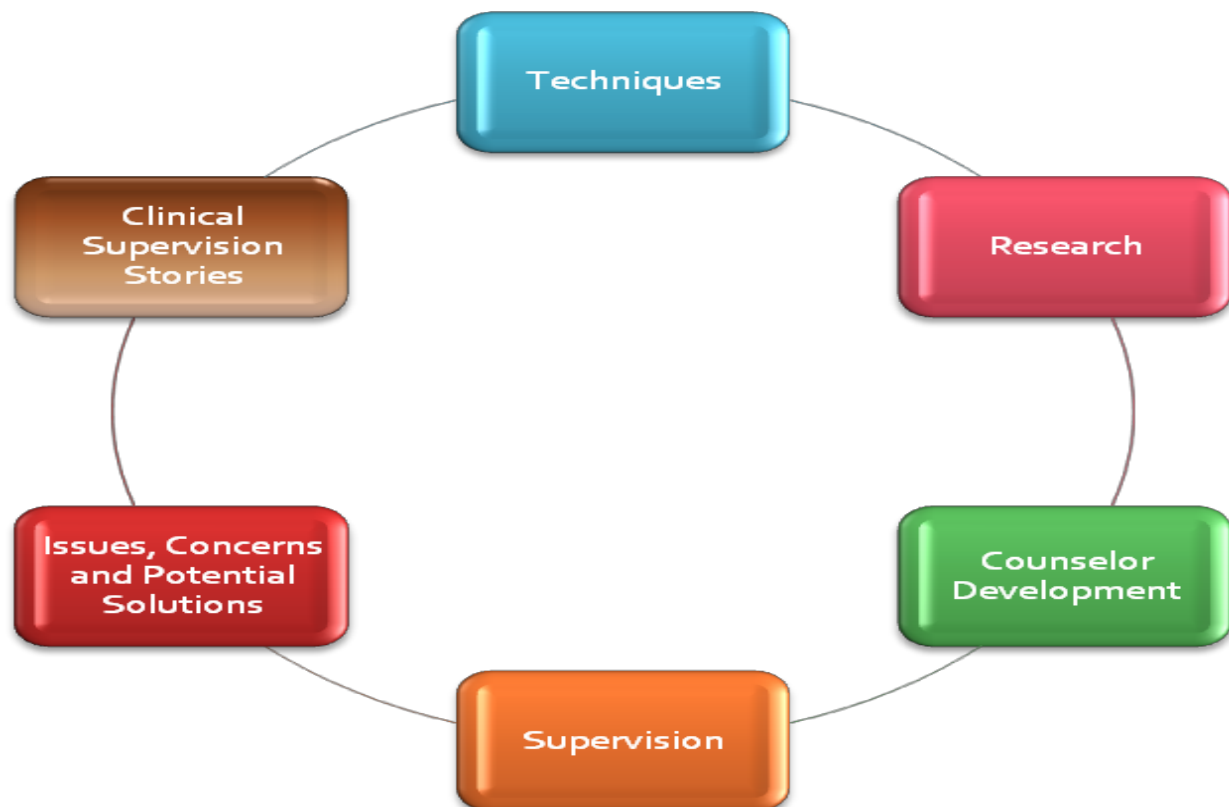 Techniques
Research
Counselor
Development
Supervision
Issues, Concerns
and Potential
Solutions
Clinical
Supervision
Stories